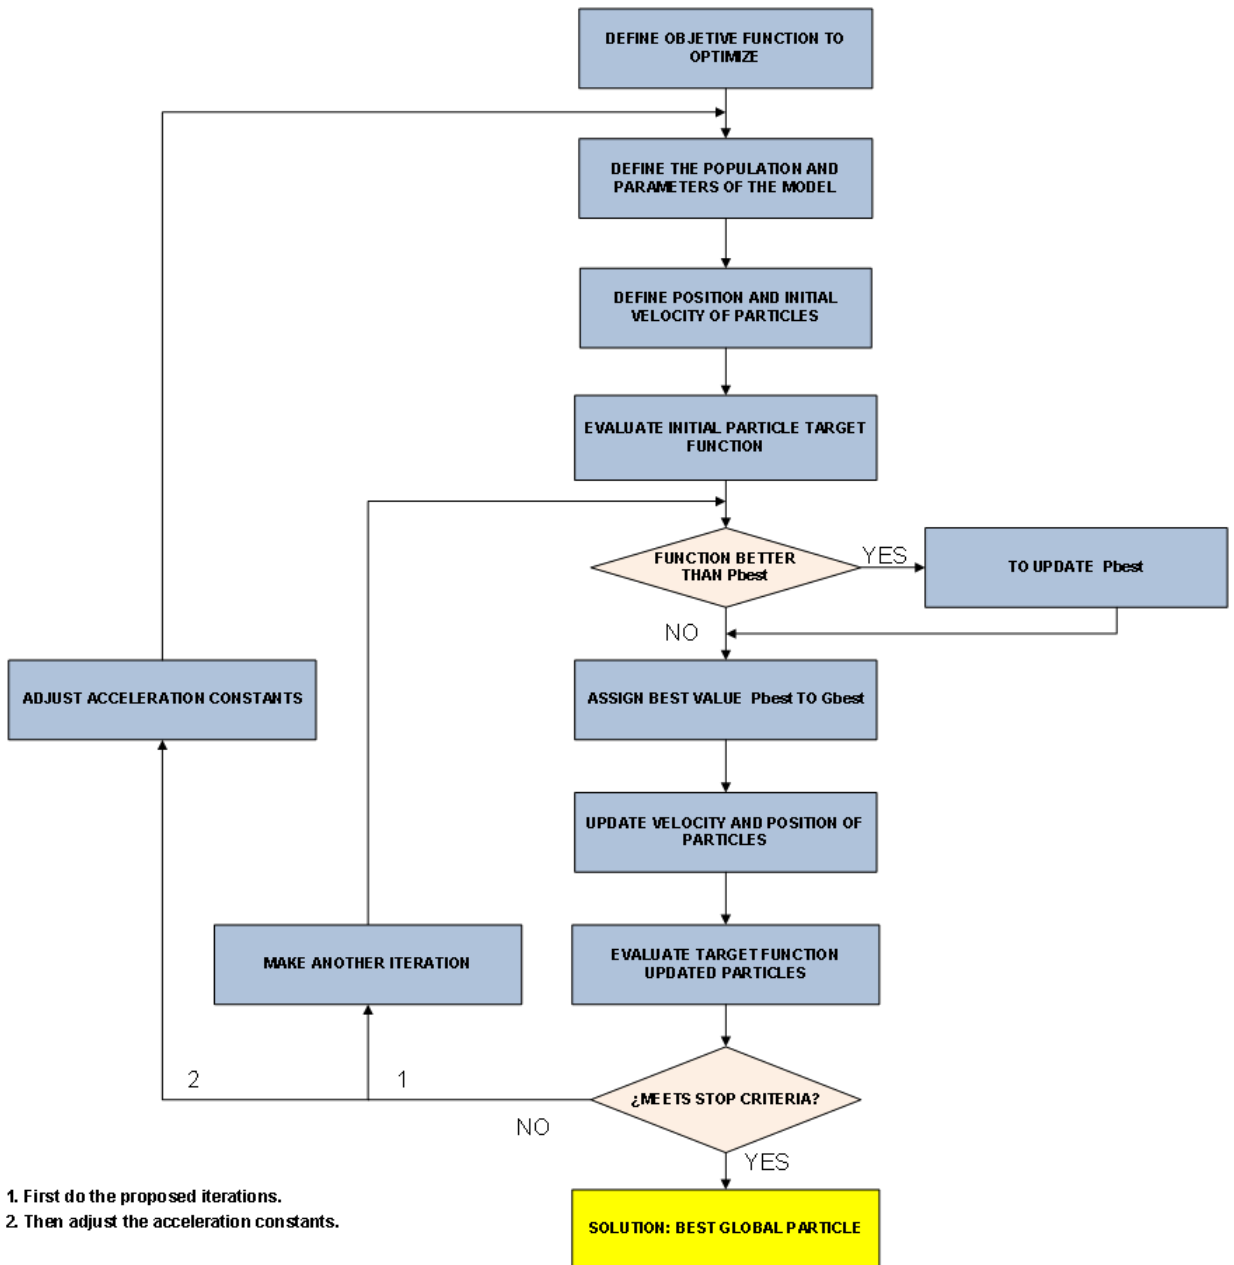 DEFINE OBJETIVE FUNCTION TO
OPTIMIZE
DEFINE THE POPULATION AND
PARAMETERS OF THE MODEL
DEFINE POSITION AND INITIAL
VELOCITY OF PARTICLES
EVALUATE INITIAL PARTICLE TARGET
FUNCTION
FUNCTION BETTER
THAN Pbest
YES
TO UPDATE Pbest
NO
ADJUST ACCELERATION CONSTANTS
ASSIGN BEST VALUE Pbest TO Gbest
UPDATE VELOCITY AND POSITION OF
PARTICLES
MAKE ANOTHER ITERATION
EVALUATE TARGET FUNCTION
UPDATED PARTICLES
2
1
¿MEETS STOP CRITERIA?
NO
YES
1. First do the proposed iterations.
2. Then adjust the acceleration constants.
SOLUTION: BEST GLOBAL PARTICLE